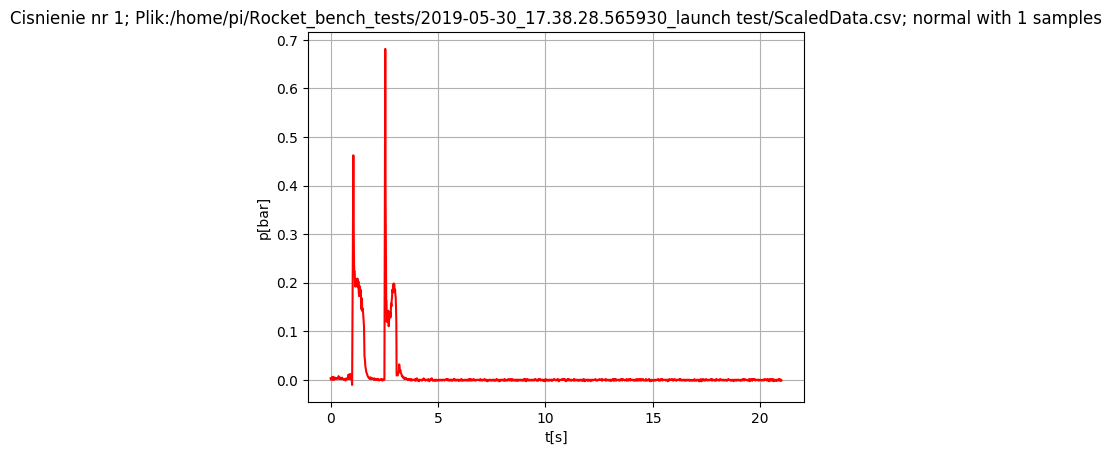 Cisnienie nr 1; Plik:/home/pi/Rocket_bench_tests/2019-05-30_17.38.28.565930_launch test/ScaledData.csv; normal with 1 samples
0.7
0.6
0.5
0.4
0.3
0.2
0.1
0.0
p[bar]
0 5 10 15 20
t[s]